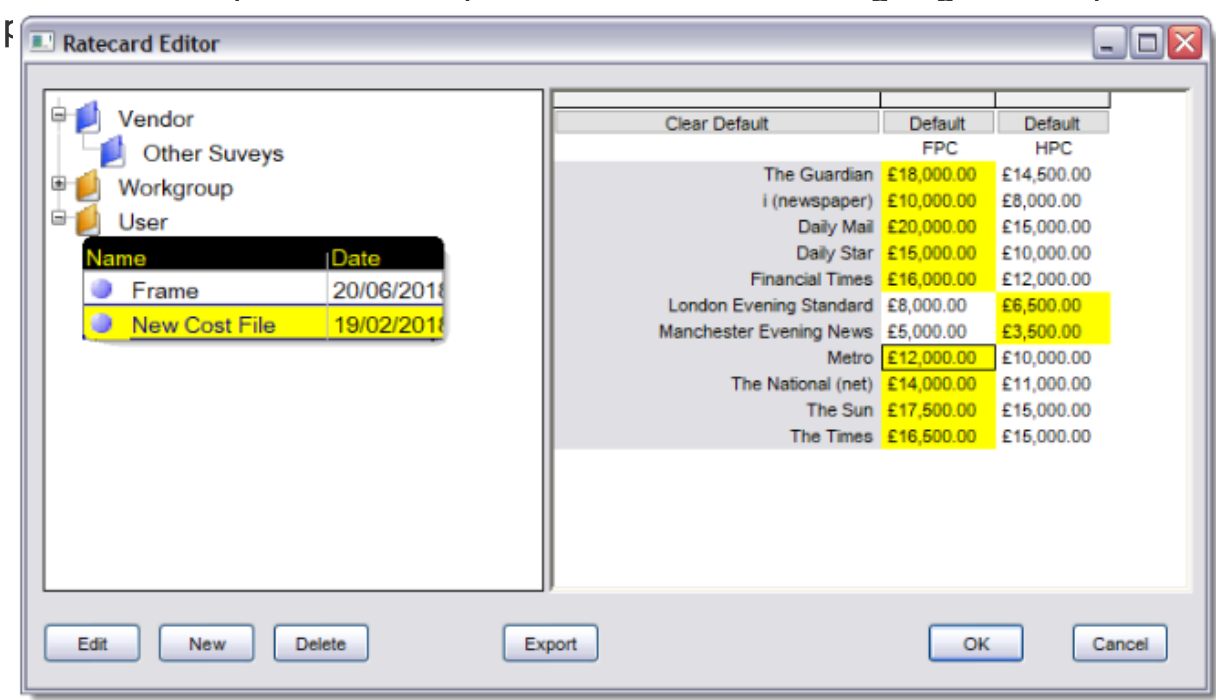 Ratecard Editor
Vendor
Other Suveys
Workgroup
User
Name Date
Frame 20/06/2018
New Cost File 19/02/2018
Clear Default Default Default
FPC HPC
The Guardian £18,000.00 £14,500.00
i (newspaper) £10,000.00 £8,000.00
Daily Mail £20,000.00 £15,000.00
Daily Star £15,000.00 £10,000.00
Financial Times £16,000.00 £12,000.00
London Evening Standard £8,000.00 £6,500.00
Manchester Evening News £5,000.00 £3,500.00
Metro £12,000.00 £10,000.00
The National (net) £14,000.00 £11,000.00
The Sun £17,500.00 £15,000.00
The Times £16,500.00 £15,000.00
Edit New Delete Export OK Cancel